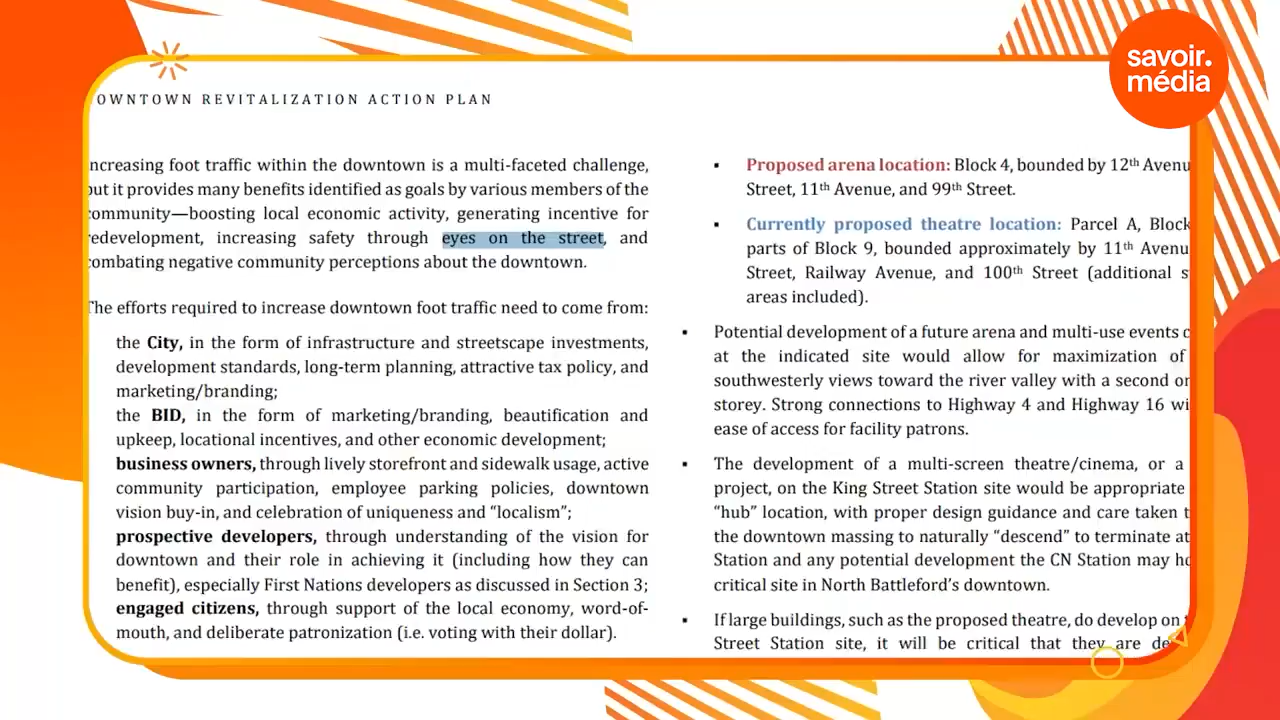 savoir.
média
OWNTOWN REVITALIZATION ACTION PLAN
ncreasing foot traffic within the downtown is a multi-faceted challenge,
but it provides many benefits identified as goals by various members of the
community—boosting local economic activity, generating incentive for
redevelopment, increasing safety through eyes on the street, and
combating negative community perceptions about the downtown.
The efforts required to increase downtown foot traffic need to come from:
the City, in the form of infrastructure and streetscape investments,
development standards, long-term planning, attractive tax policy, and
marketing/branding;
the BID, in the form of marketing/branding, beautification and
upkeep, locational incentives, and other economic development;
business owners, through lively storefront and sidewalk usage, active
community participation, employee parking policies, downtown
vision buy-in, and celebration of uniqueness and “localism”;
prospective developers, through understanding of the vision for
downtown and their role in achieving it (including how they can
benefit), especially First Nations developers as discussed in Section 3;
engaged citizens, through support of the local economy, word-of-
mouth, and deliberate patronization (i.e. voting with their dollar).
▪ Proposed arena location: Block 4, bounded by 12th Avenu
Street, 11th Avenue, and 99th Street.
▪ Currently proposed theatre location: Parcel A, Block
parts of Block 9, bounded approximately by 11th Avenu
Street, Railway Avenue, and 100th Street (additional s
areas included).
▪ Potential development of a future arena and multi-use events c
at the indicated site would allow for maximization of
southwesterly views toward the river valley with a second or
storey. Strong connections to Highway 4 and Highway 16 wi
ease of access for facility patrons.
▪ The development of a multi-screen theatre/cinema, or a
project, on the King Street Station site would be appropriate
“hub” location, with proper design guidance and care taken t
the downtown massing to naturally “descend” to terminate at
Station and any potential development the CN Station may ho
critical site in North Battleford’s downtown.
▪ If large buildings, such as the proposed theatre, do develop on
Street Station site, it will be critical that they are de